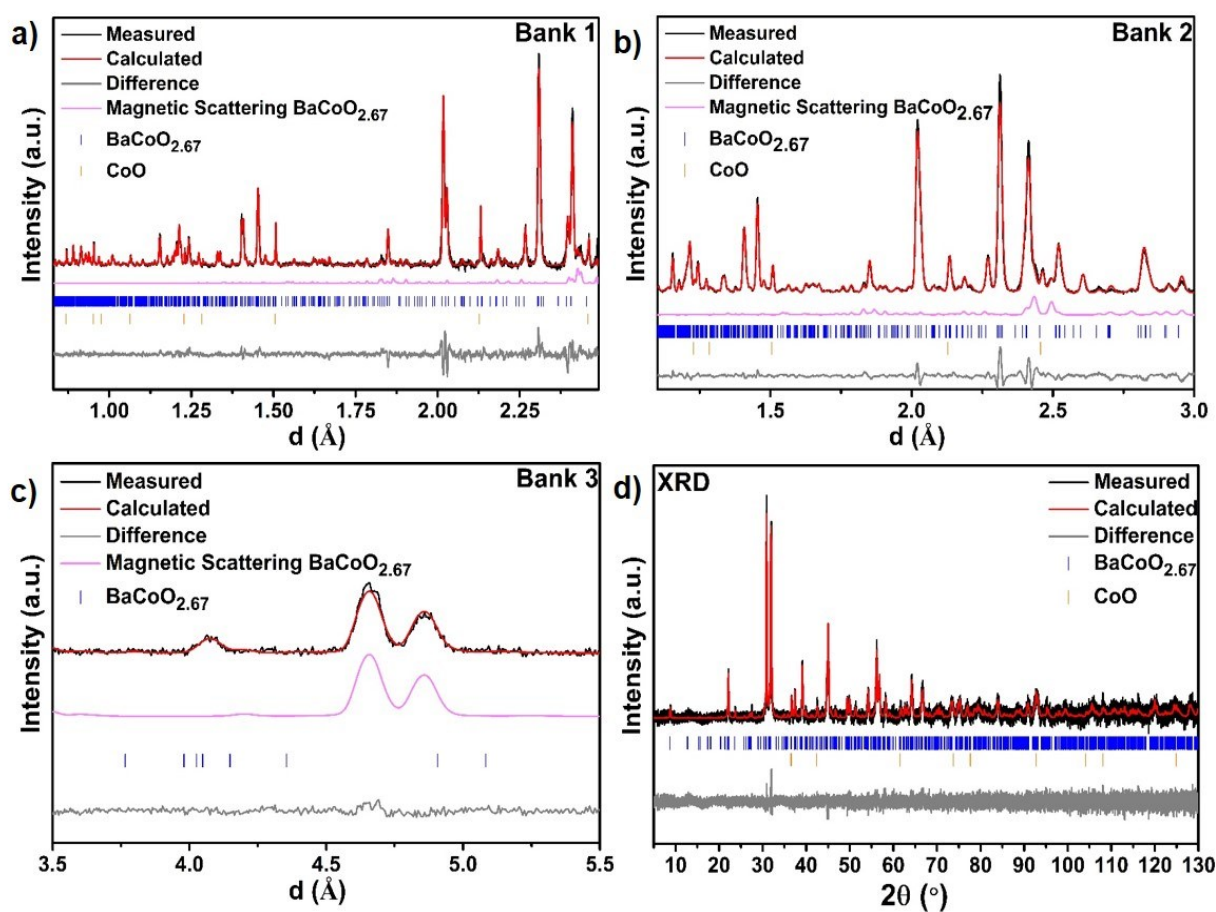 a)
Bank 1
Measured
Calculated
Difference
Magnetic Scattering BaCoO2.67
BaCoO2.67
CoO
Intensity (a.u.)
1.00 1.25 1.50 1.75 2.00 2.25
d (Å)
b)
Bank 2
Measured
Calculated
Difference
Magnetic Scattering BaCoO2.67
BaCoO2.67
CoO
Intensity (a.u.)
1.5 2.0 2.5 3.0
d (Å)
c)
Bank 3
Measured
Calculated
Difference
Magnetic Scattering BaCoO2.67
BaCoO2.67
Intensity (a.u.)
3.5 4.0 4.5 5.0 5.5
d (Å)
d)
XRD
Measured
Calculated
Difference
BaCoO2.67
CoO
Intensity (a.u.)
10 20 30 40 50 60 70 80 90 100 110 120 130
2θ (°)